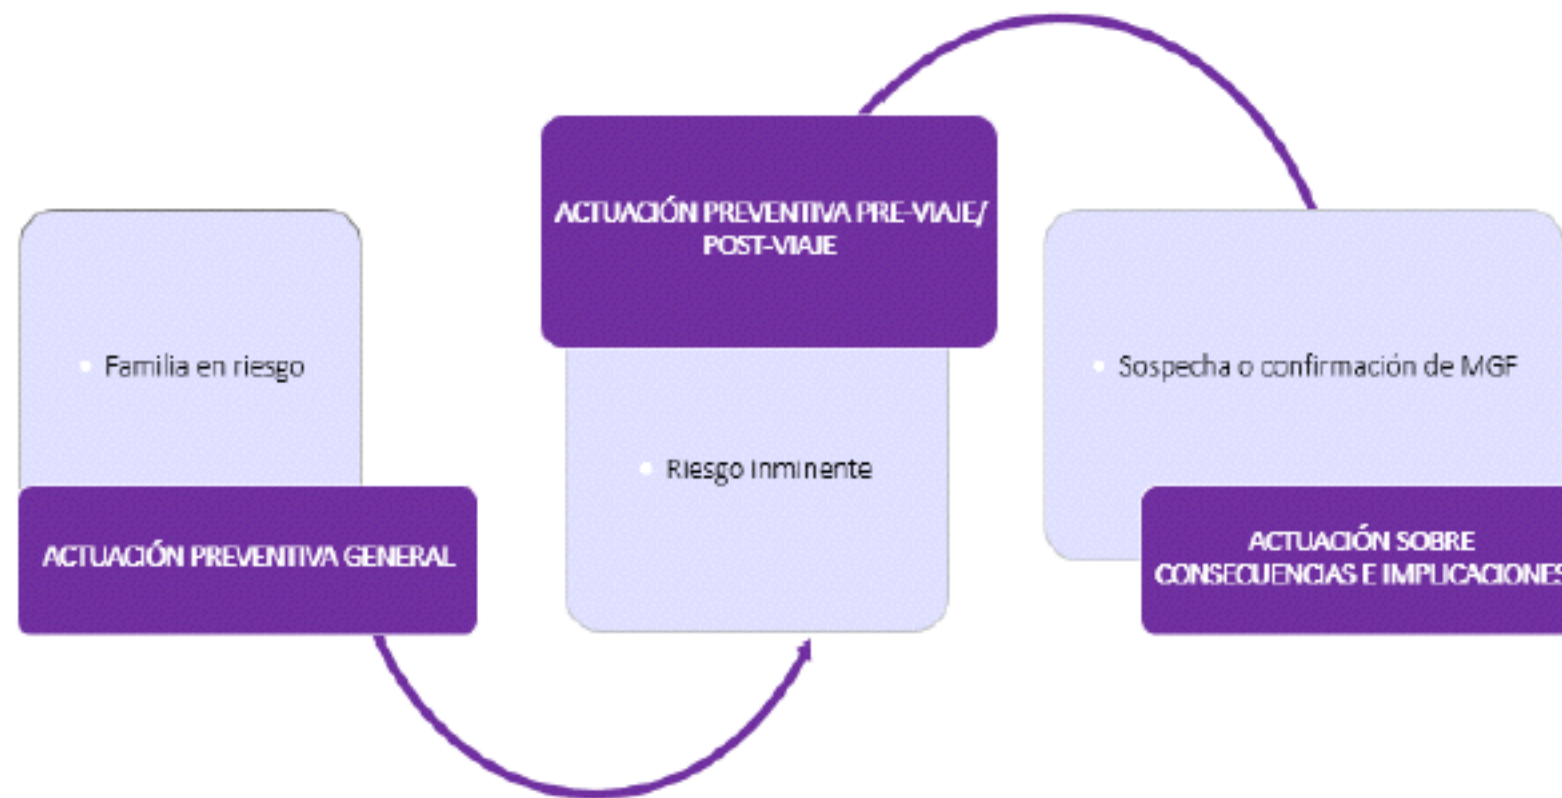 • Familia en riesgo
ACTUACIÓN PREVENTIVA GENERAL
ACTUACIÓN PREVENTIVA PRE-VIAJE/
POST-VIAJE
• Riesgo inminente
• Sospecha o confirmación de MGF
ACTUACIÓN SOBRE
CONSECUENCIAS E IMPLICACIONES